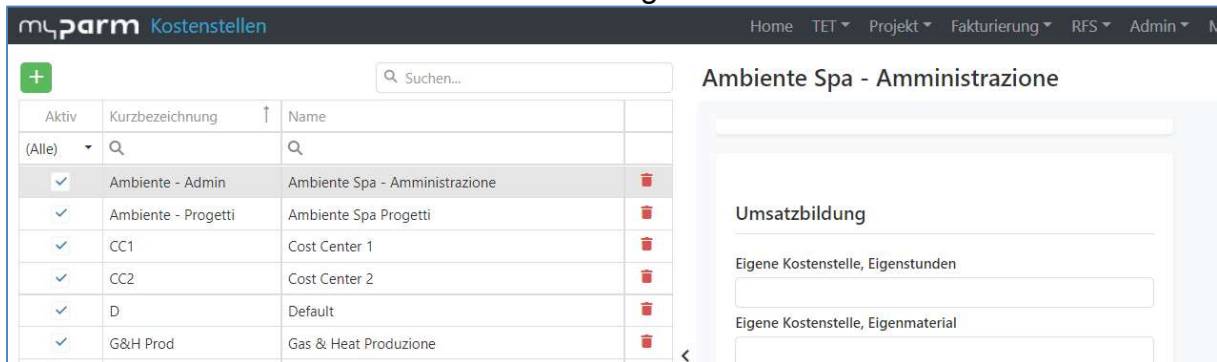 myparm Kostenstellen Home TET Projekt Fakturierung RFS Admin
Suchen...
Ambiente Spa - Amministrazione
Aktiv Kurzbezeichnung Name
(Alle)
Ambiente - Admin Ambiente Spa - Amministrazione
Ambiente - Progetti Ambiente Spa Progetti
CC1 Cost Center 1
CC2 Cost Center 2
D Default
G&H Prod Gas & Heat Produzione
Umsatzbildung
Eigene Kostenstelle, Eigenstunden
Eigene Kostenstelle, Eigenmaterial